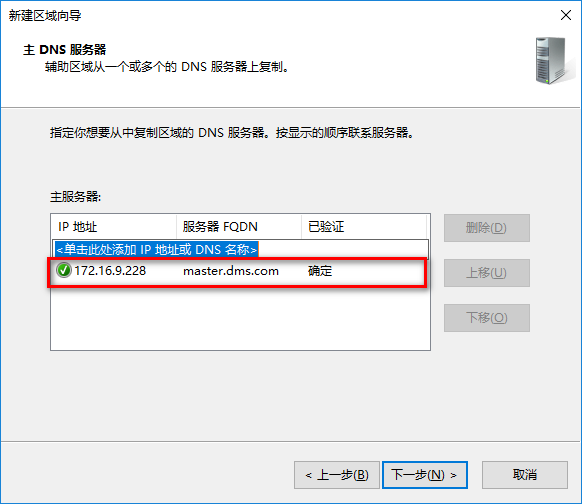 新建区域向导
主 DNS 服务器
辅助区域从一个或多个的 DNS 服务器上复制。
指定你想要从中复制区域的 DNS 服务器。按显示的顺序联系服务器。
主服务器:
IP 地址 服务器 FQDN 已验证
<单击此处添加 IP 地址或 DNS 名称>
172.16.9.228 master.dms.com 确定
删除(D)
上移(U)
下移(O)
< 上一步(B) 下一步(N) > 取消